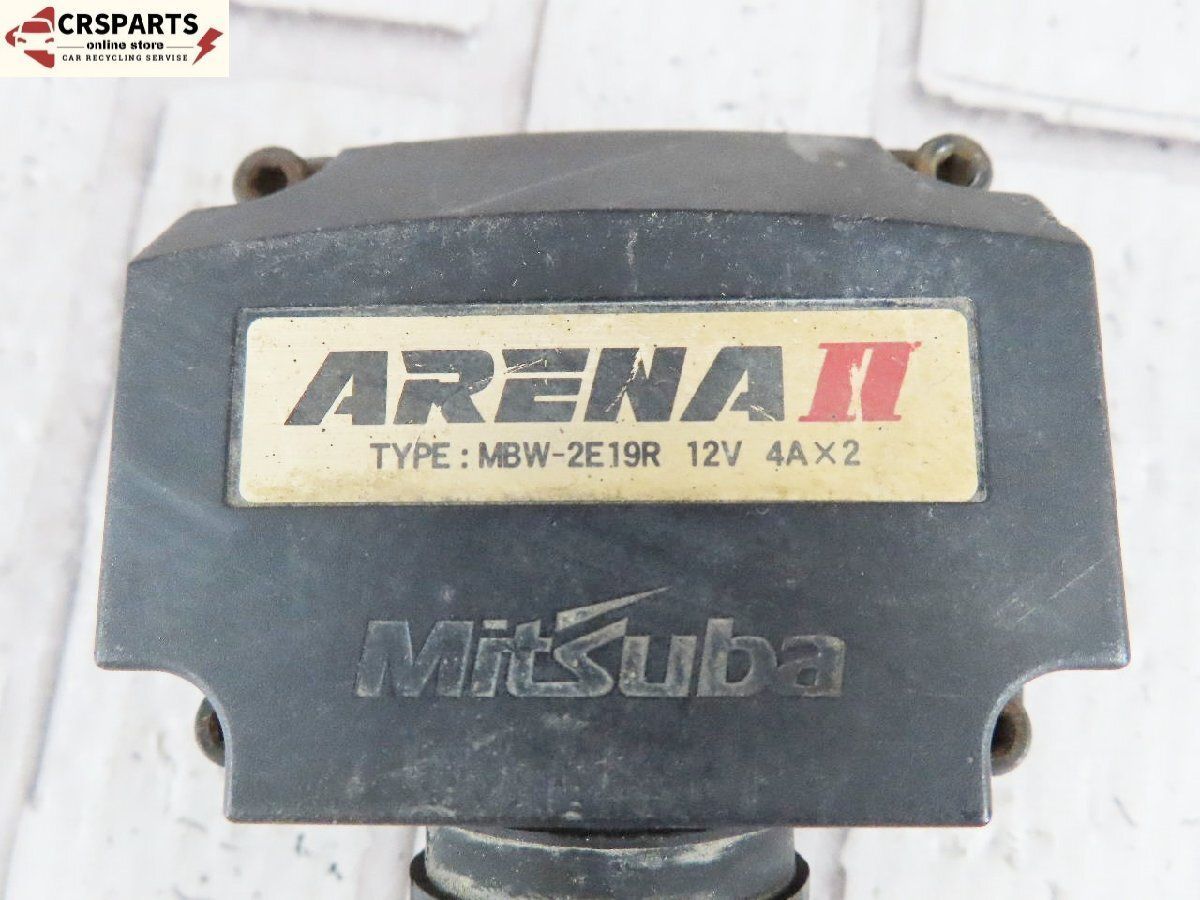 CRSPARTS
online store
CAR RECYCLING SERVISE
ARENA II
TYPE: MBW-2E19R 12V 4A×2
Mitsuba